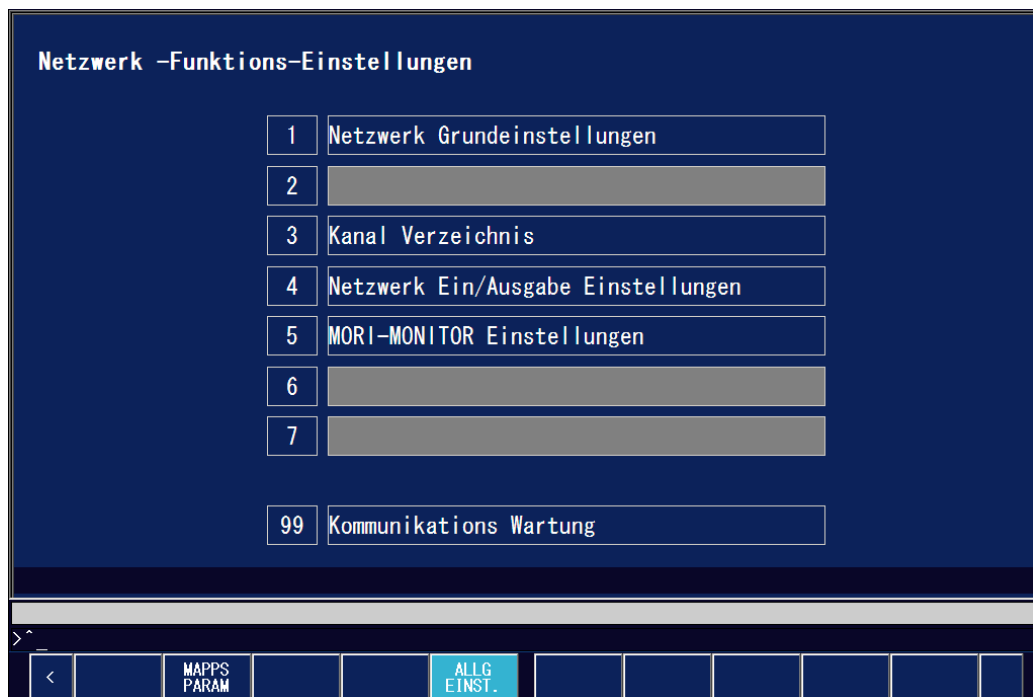 Netzwerk -Funktions-Einstellungen
1 Netzwerk Grundeinstellungen
2
3 Kanal Verzeichnis
4 Netzwerk Ein/Ausgabe Einstellungen
5 MORI-MONITOR Einstellungen
6
7
99 Kommunikations Wartung
>^_
< MAPPS PARAM ALLG EINST.